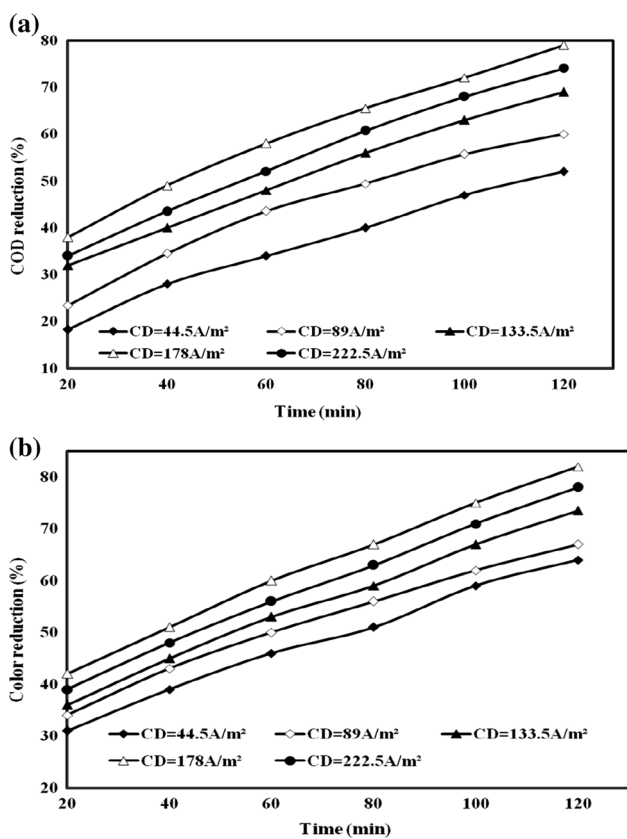 (a)
80
70
60
50
40
30
20
10
COD reduction (%)
CD=44.5A/m² CD=89A/m² CD=133.5A/m²
CD=178A/m² CD=222.5A/m²
20 40 60 80 100 120
Time (min)
(b)
80
70
60
50
40
30
20
Color reduction (%)
CD=44.5A/m² CD=89A/m² CD=133.5A/m²
CD=178A/m² CD=222.5A/m²
20 40 60 80 100 120
Time (min)